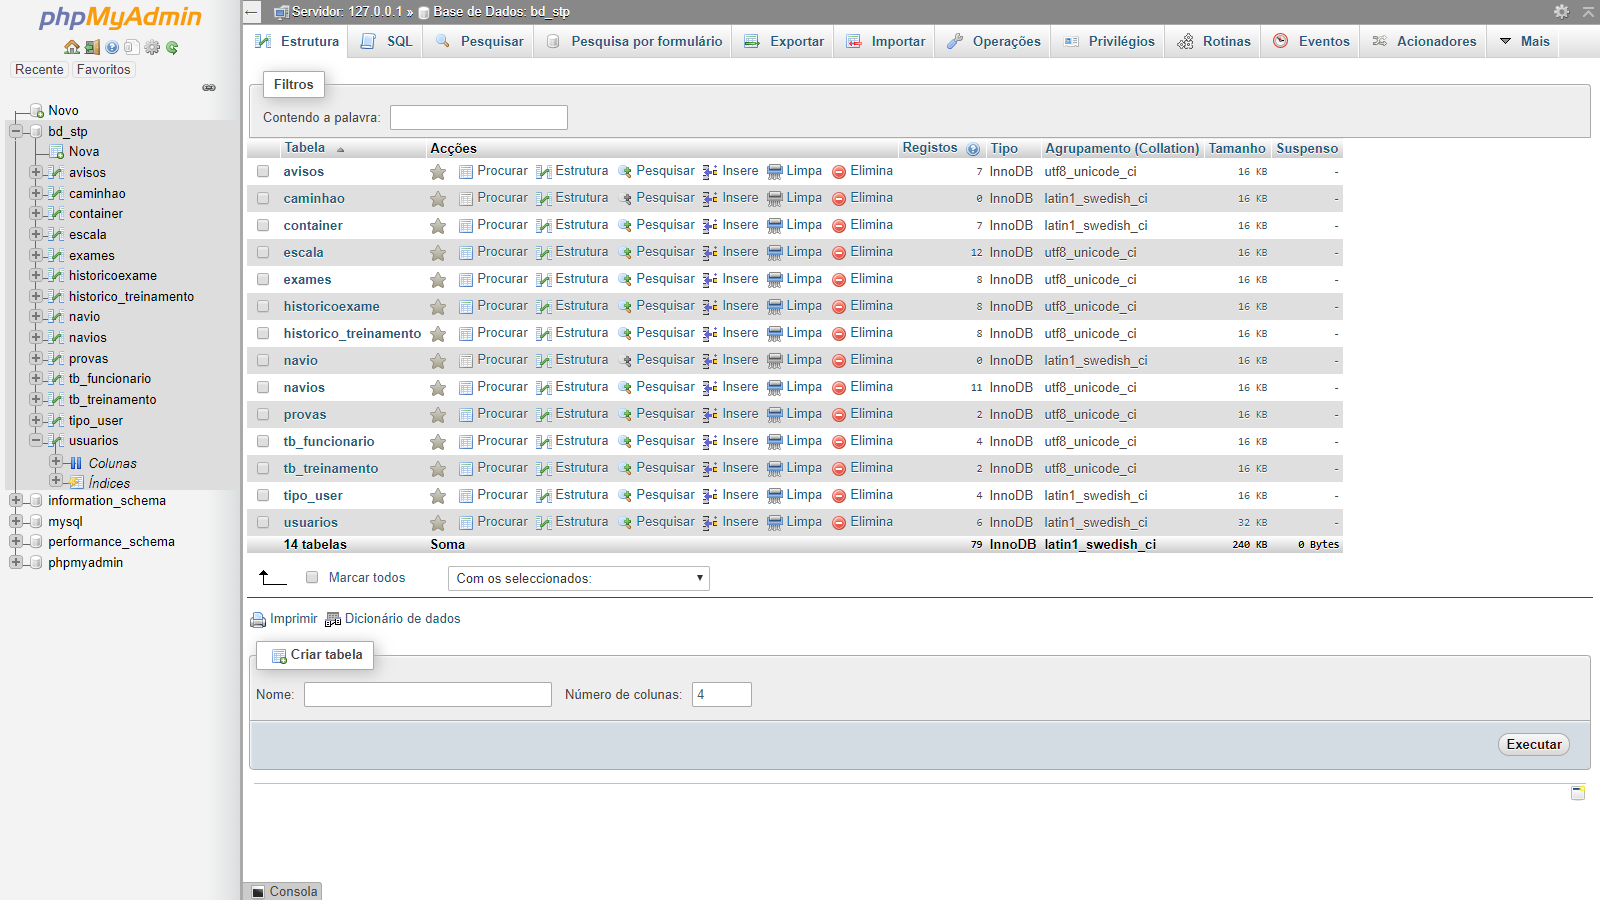 phpMyAdmin
Recente Favoritos
Novo
bd_stp
Nova
avisos
caminhao
container
escala
exames
historicoexame
historico_treinamento
navio
navios
provas
tb_funcionario
tb_treinamento
tipo_user
usuarios
Colunas
Índices
information_schema
mysql
performance_schema
phpmyadmin
Servidor: 127.0.0.1 » Base de Dados: bd_stp
Estrutura SQL Pesquisar Pesquisa por formulário Exportar Importar Operações Privilégios Rotinas Eventos Acionadores Mais
Filtros
Contendo a palavra:
Tabela Acções Registos Tipo Agrupamento (Collation) Tamanho Suspenso
avisos Procurar Estrutura Pesquisar Insere Limpa Elimina 7 InnoDB utf8_unicode_ci 16 KB -
caminhao Procurar Estrutura Pesquisar Insere Limpa Elimina 0 InnoDB latin1_swedish_ci 16 KB -
container Procurar Estrutura Pesquisar Insere Limpa Elimina 7 InnoDB latin1_swedish_ci 16 KB -
escala Procurar Estrutura Pesquisar Insere Limpa Elimina 12 InnoDB utf8_unicode_ci 16 KB -
exames Procurar Estrutura Pesquisar Insere Limpa Elimina 8 InnoDB utf8_unicode_ci 16 KB -
historicoexame Procurar Estrutura Pesquisar Insere Limpa Elimina 8 InnoDB utf8_unicode_ci 16 KB -
historico_treinamento Procurar Estrutura Pesquisar Insere Limpa Elimina 8 InnoDB utf8_unicode_ci 16 KB -
navio Procurar Estrutura Pesquisar Insere Limpa Elimina 0 InnoDB latin1_swedish_ci 16 KB -
navios Procurar Estrutura Pesquisar Insere Limpa Elimina 11 InnoDB utf8_unicode_ci 16 KB -
provas Procurar Estrutura Pesquisar Insere Limpa Elimina 2 InnoDB utf8_unicode_ci 16 KB -
tb_funcionario Procurar Estrutura Pesquisar Insere Limpa Elimina 4 InnoDB utf8_unicode_ci 16 KB -
tb_treinamento Procurar Estrutura Pesquisar Insere Limpa Elimina 2 InnoDB utf8_unicode_ci 16 KB -
tipo_user Procurar Estrutura Pesquisar Insere Limpa Elimina 4 InnoDB latin1_swedish_ci 16 KB -
usuarios Procurar Estrutura Pesquisar Insere Limpa Elimina 6 InnoDB latin1_swedish_ci 32 KB -
14 tabelas Soma 79 InnoDB latin1_swedish_ci 240 KB 0 Bytes
Marcar todos Com os seleccionados:
Imprimir Dicionário de dados
Criar tabela
Nome: Número de colunas: 4
Executar
Consola